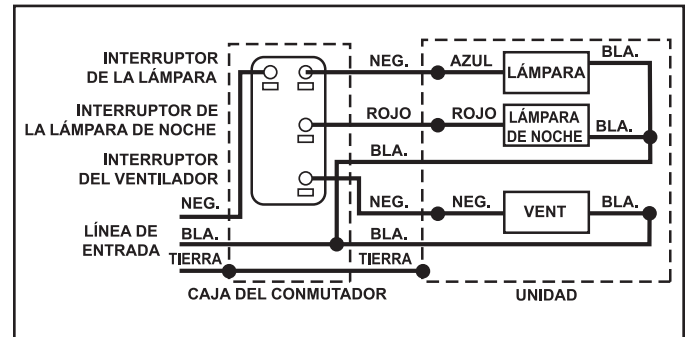 INTERRUPTOR
DE LA LÁMPARA
NEG.
AZUL
LÁMPARA
BLA.
INTERRUPTOR DE
LA LÁMPARA DE NOCHE
ROJO
ROJO
LÁMPARA
DE NOCHE
BLA.
INTERRUPTOR
DEL VENTILADOR
BLA.
NEG.
NEG.
NEG.
VENT
BLA.
LÍNEA DE
ENTRADA
BLA.
BLA.
TIERRA
TIERRA
CAJA DEL CONMUTADOR
UNIDAD